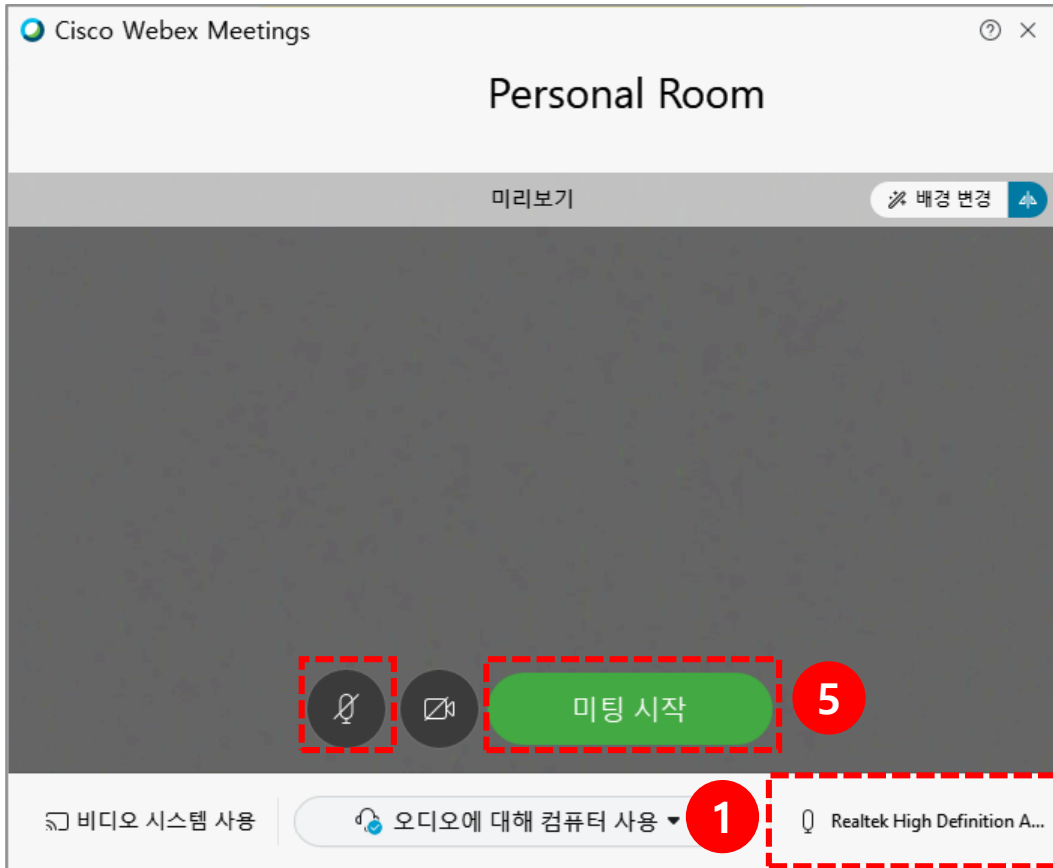 Cisco Webex Meetings
Personal Room
미리보기
배경 변경
미팅 시작
5
비디오 시스템 사용
오디오에 대해 컴퓨터 사용
1
Realtek High Definition A...